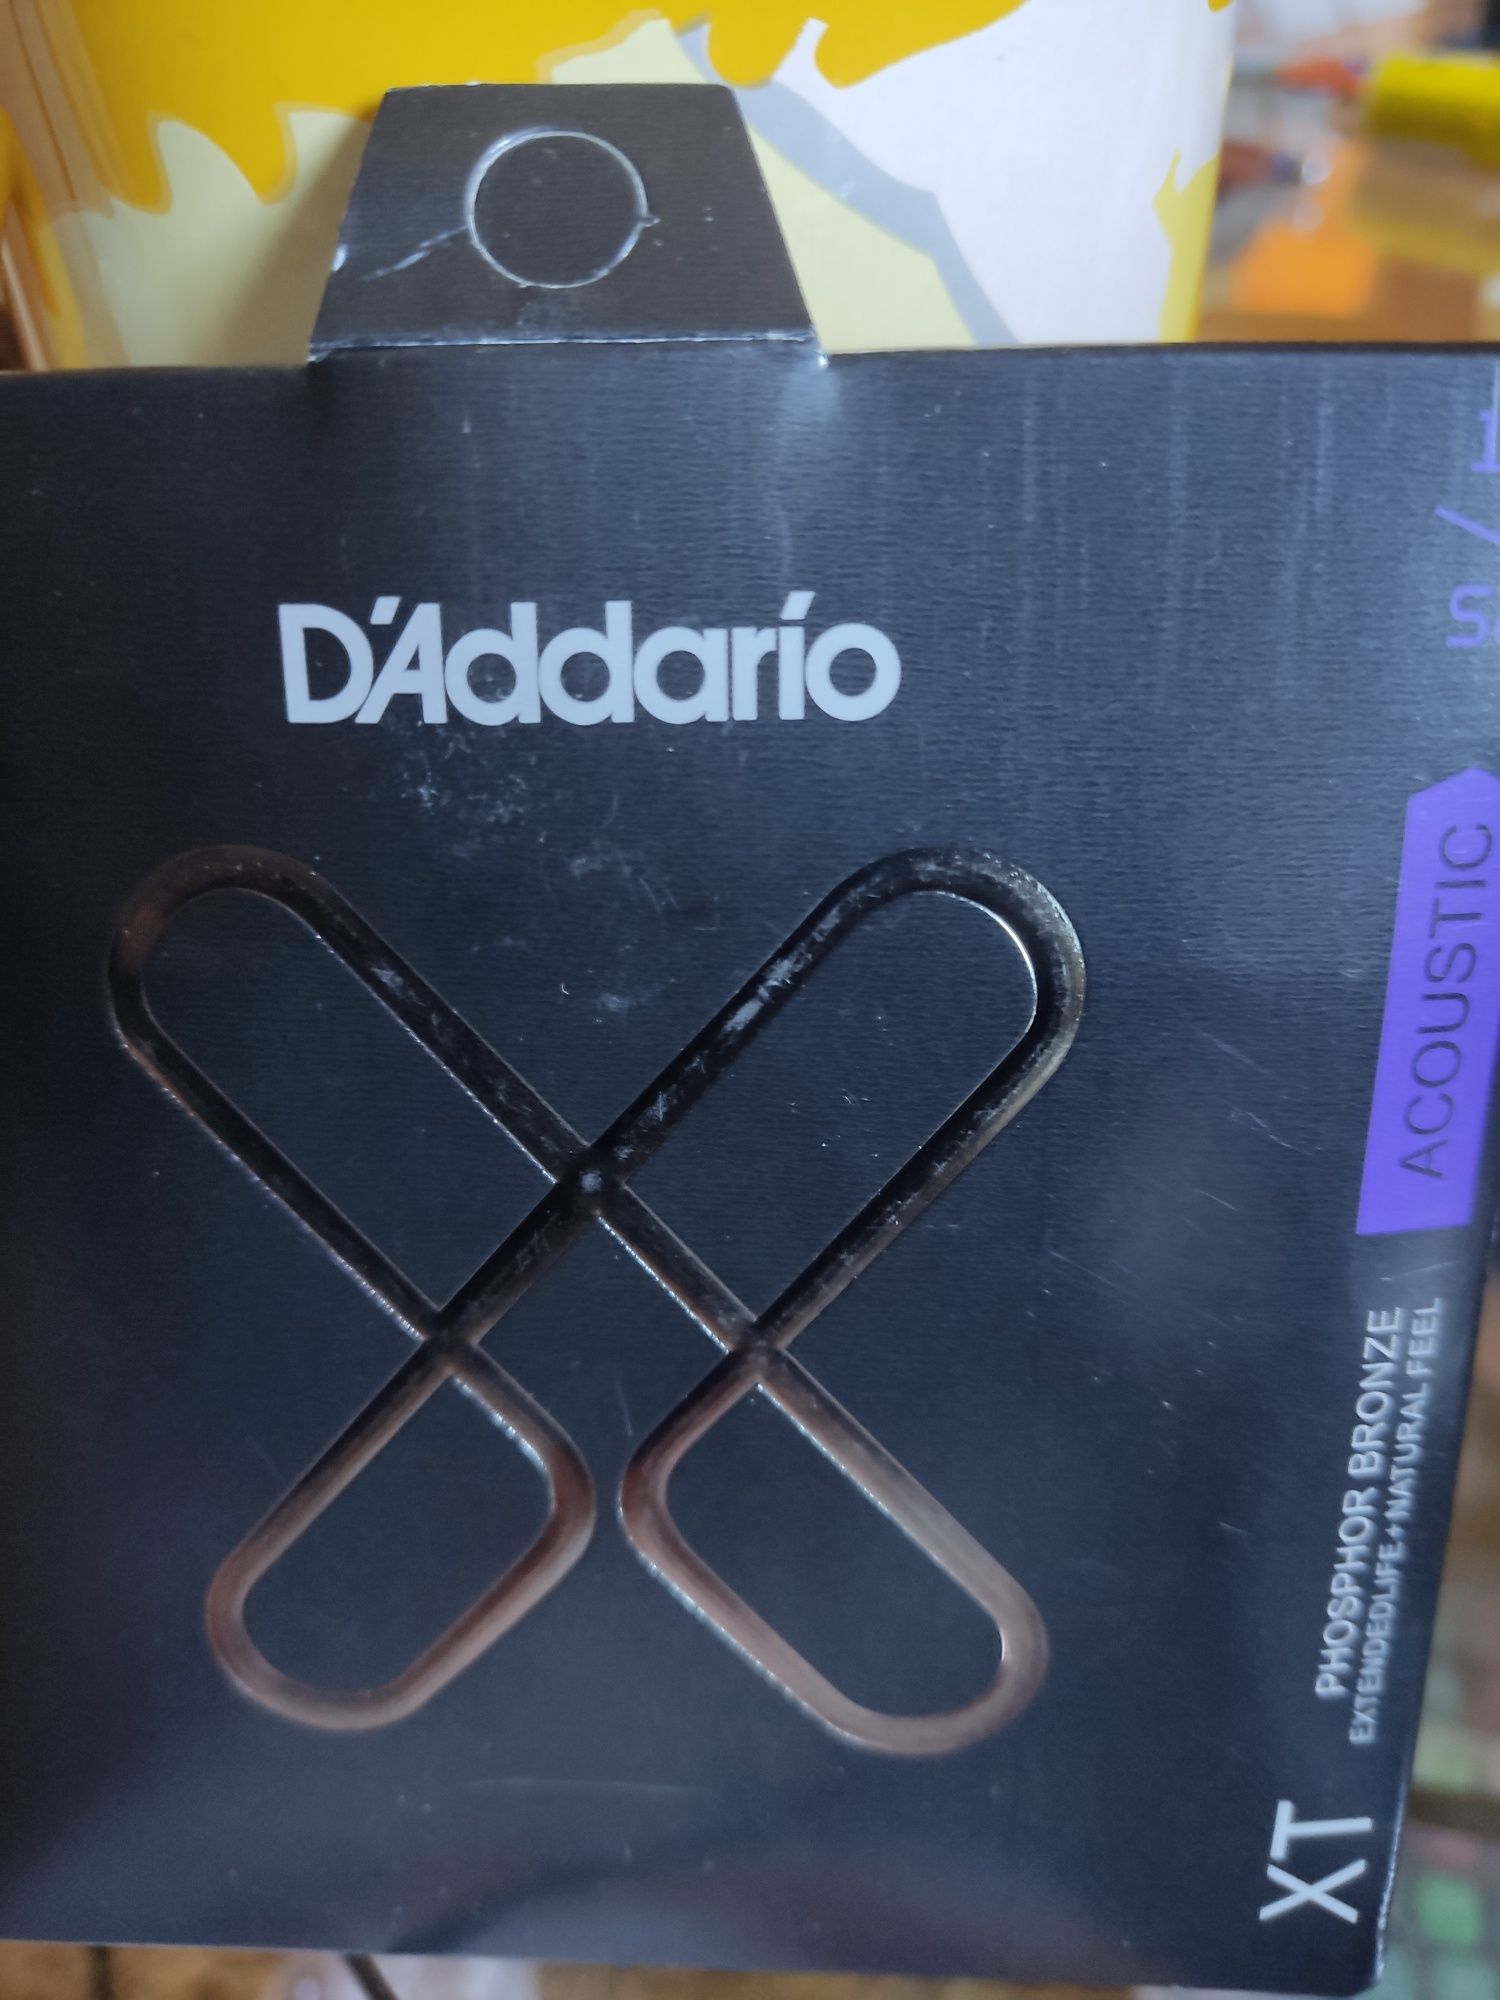 D'Addario
ACOUSTIC
PHOSPHOR BRONZE
EXTENDED LIFE + NATURAL FEEL
XT